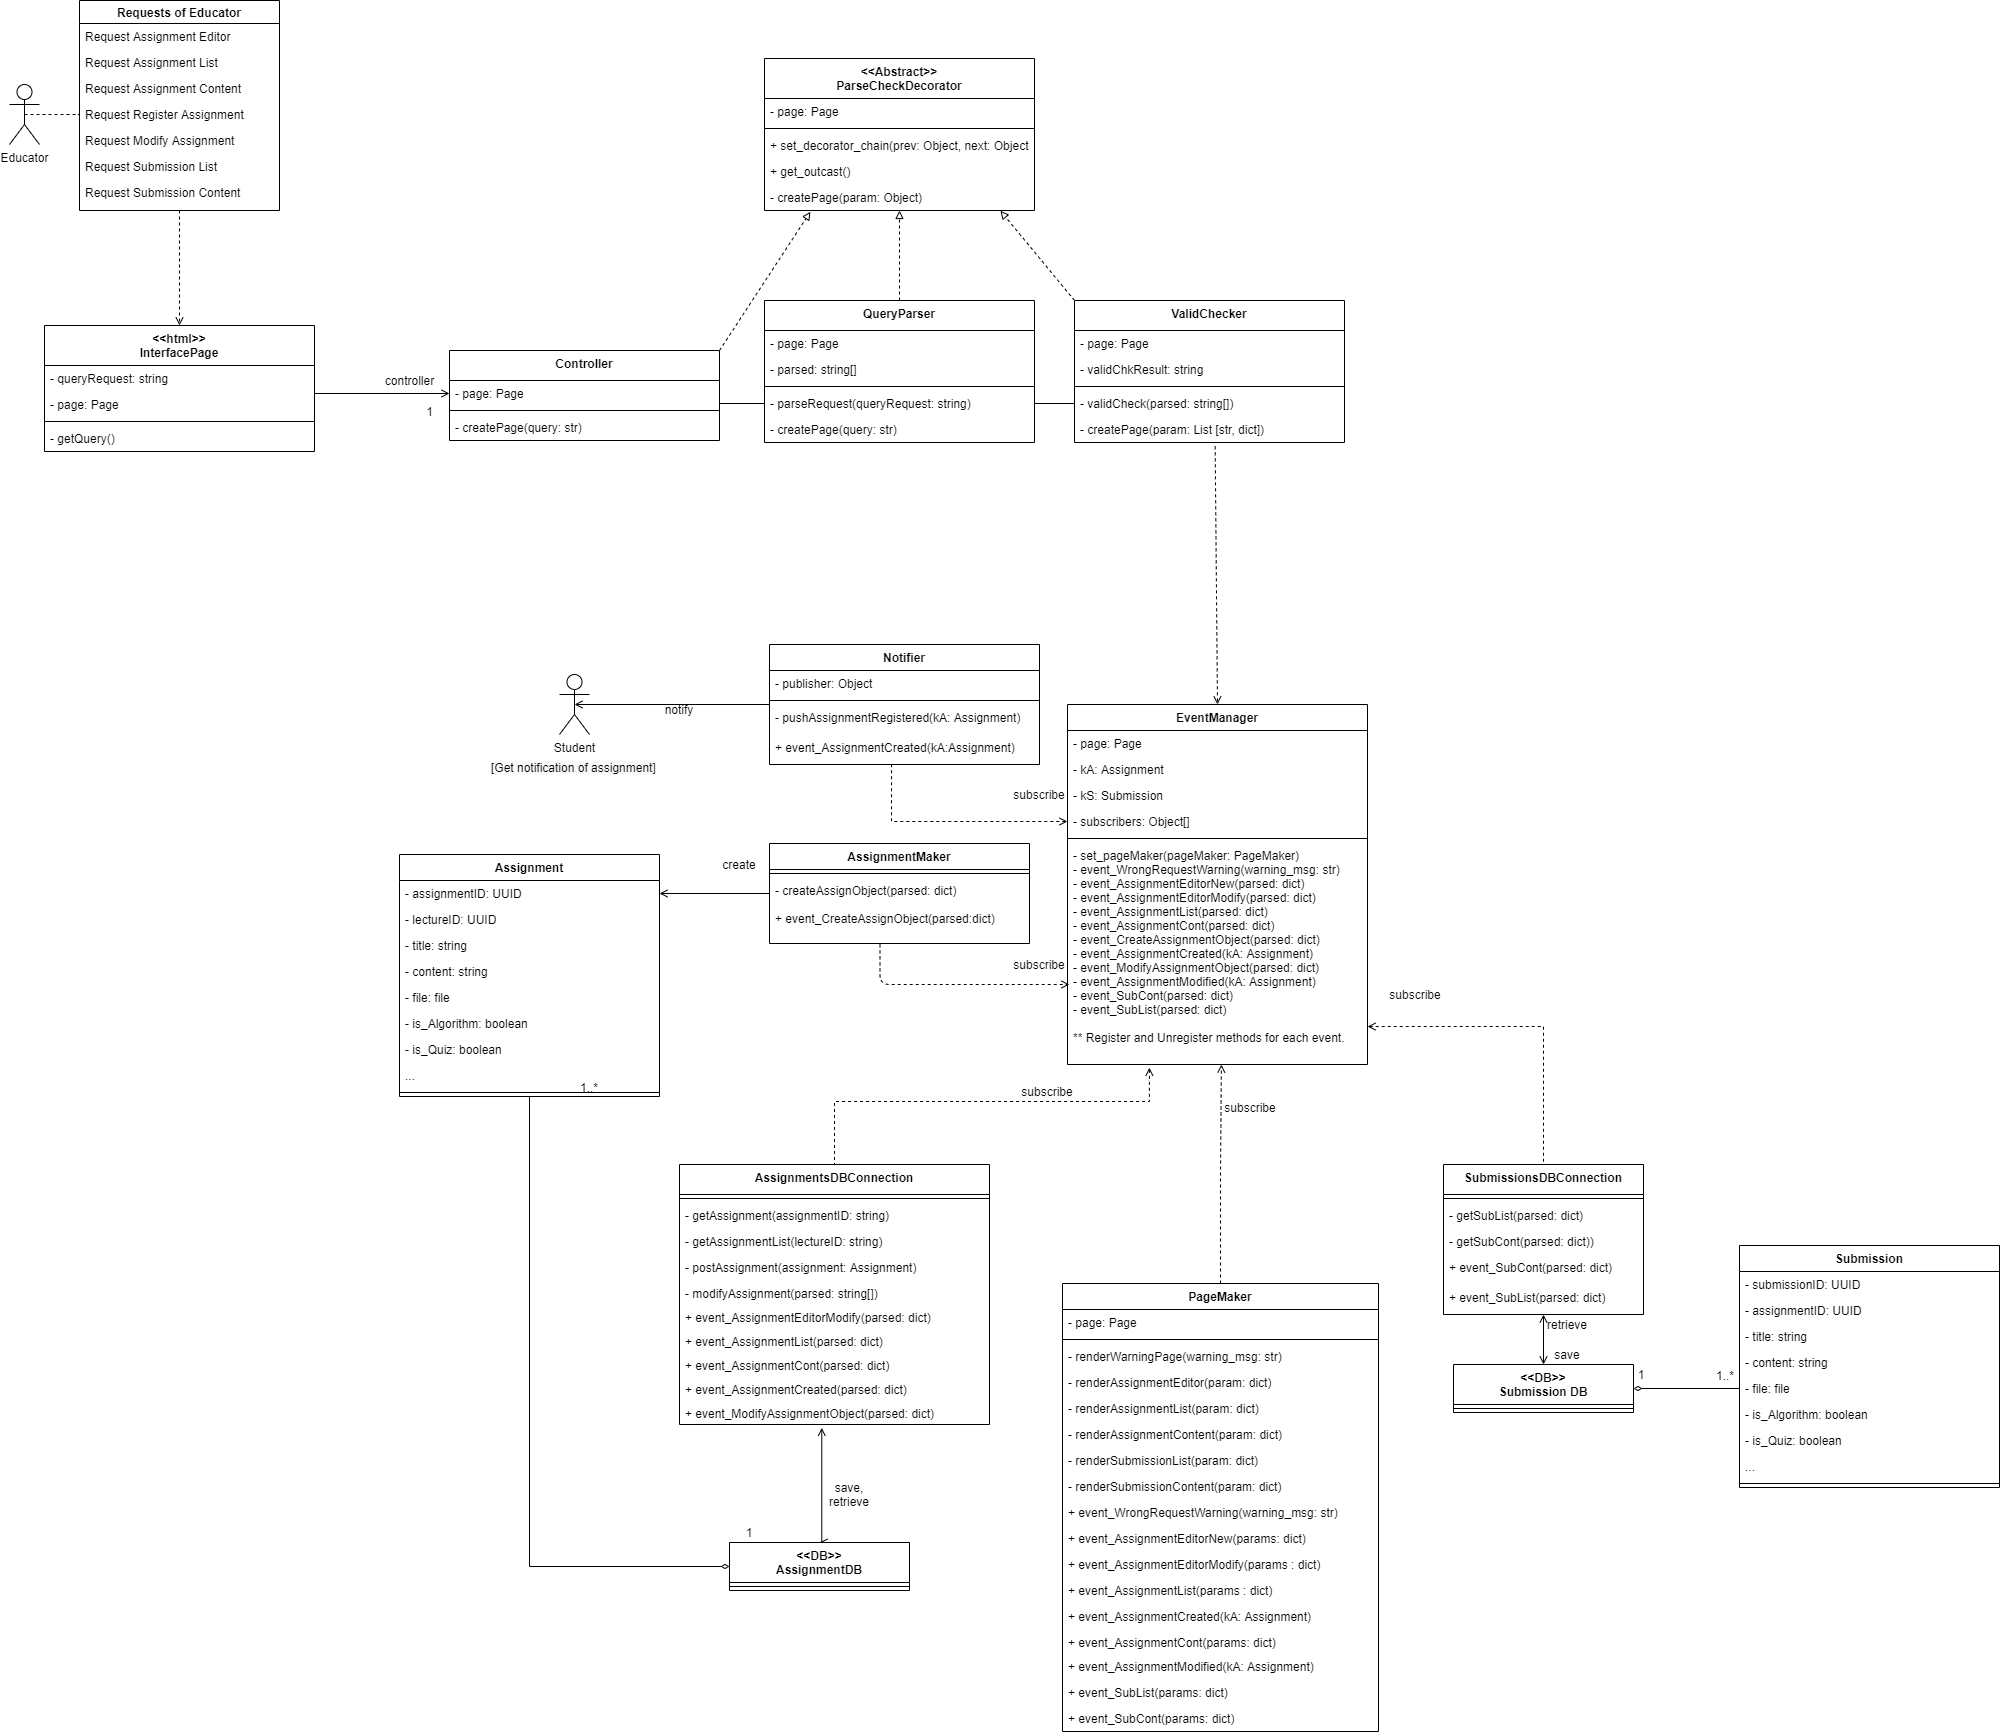 Requests of Educator
Request Assignment Editor
Request Assignment List
Request Assignment Content
Request Register Assignment
Request Modify Assignment
Request Submission List
Request Submission Content
Educator
<<Abstract>>
ParseCheckDecorator
- page: Page
+ set_decorator_chain(prev: Object, next: Object
+ get_outcast()
- createPage(param: Object)
<<html>>
InterfacePage
- queryRequest: string
- page: Page
- getQuery()
controller
1
Controller
- page: Page
- createPage(query: str)
QueryParser
- page: Page
- parsed: string[]
- parseRequest(queryRequest: string)
- createPage(query: str)
ValidChecker
- page: Page
- validChkResult: string
- validCheck(parsed: string[])
- createPage(param: List [str, dict])
Notifier
- publisher: Object
- pushAssignmentRegistered(kA: Assignment)
+ event_AssignmentCreated(kA:Assignment)
notify
Student
[Get notification of assignment]
subscribe
EventManager
- page: Page
- kA: Assignment
- kS: Submission
- subscribers: Object[]
- set_pageMaker(pageMaker: PageMaker)
- event_WrongRequestWarning(warning_msg: str)
- event_AssignmentEditorNew(parsed: dict)
- event_AssignmentEditorModify(parsed: dict)
- event_AssignmentList(parsed: dict)
- event_AssignmentCont(parsed: dict)
- event_CreateAssignmentObject(parsed: dict)
- event_AssignmentCreated(kA: Assignment)
- event_ModifyAssignmentObject(parsed: dict)
- event_AssignmentModified(kA: Assignment)
- event_SubCont(parsed: dict)
- event_SubList(parsed: dict)
** Register and Unregister methods for each event.
AssignmentMaker
- createAssignObject(parsed: dict)
+ event_CreateAssignObject(parsed:dict)
create
subscribe
Assignment
- assignmentID: UUID
- lectureID: UUID
- title: string
- content: string
- file: file
- is_Algorithm: boolean
- is_Quiz: boolean
...
1..*
subscribe
subscribe
subscribe
AssignmentsDBConnection
- getAssignment(assignmentID: string)
- getAssignmentList(lectureID: string)
- postAssignment(assignment: Assignment)
- modifyAssignment(parsed: string[])
+ event_AssignmentEditorModify(parsed: dict)
+ event_AssignmentList(parsed: dict)
+ event_AssignmentCont(parsed: dict)
+ event_AssignmentCreated(parsed: dict)
+ event_ModifyAssignmentObject(parsed: dict)
save,
retrieve
1
<<DB>>
AssignmentDB
PageMaker
- page: Page
- renderWarningPage(warning_msg: str)
- renderAssignmentEditor(param: dict)
- renderAssignmentList(param: dict)
- renderAssignmentContent(param: dict)
- renderSubmissionList(param: dict)
- renderSubmissionContent(param: dict)
+ event_WrongRequestWarning(warning_msg: str)
+ event_AssignmentEditorNew(params: dict)
+ event_AssignmentEditorModify(params : dict)
+ event_AssignmentList(params : dict)
+ event_AssignmentCreated(kA: Assignment)
+ event_AssignmentCont(params: dict)
+ event_AssignmentModified(kA: Assignment)
+ event_SubList(params: dict)
+ event_SubCont(params: dict)
SubmissionsDBConnection
- getSubList(parsed: dict)
- getSubCont(parsed: dict))
+ event_SubCont(parsed: dict)
+ event_SubList(parsed: dict)
retrieve
save
<<DB>>
Submission DB
1
1..*
Submission
- submissionID: UUID
- assignmentID: UUID
- title: string
- content: string
- file: file
- is_Algorithm: boolean
- is_Quiz: boolean
...